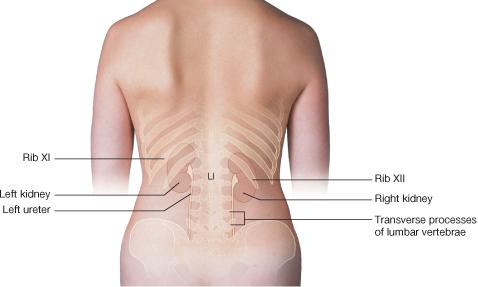 Rib XI
LI
Rib XII
Left kidney
Right kidney
Left ureter
Transverse processes
of lumbar vertebrae